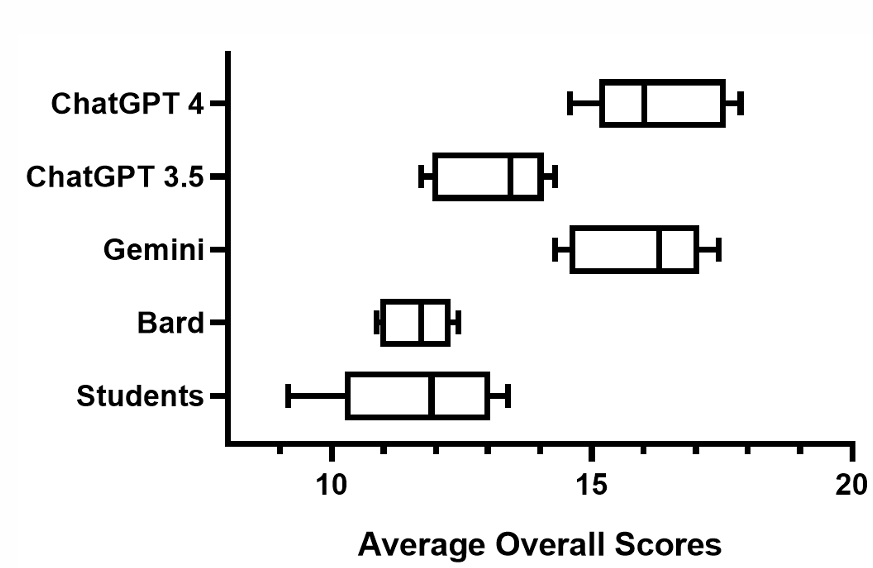 ChatGPT 4
ChatGPT 3.5
Gemini
Bard
Students
10 15 20
Average Overall Scores